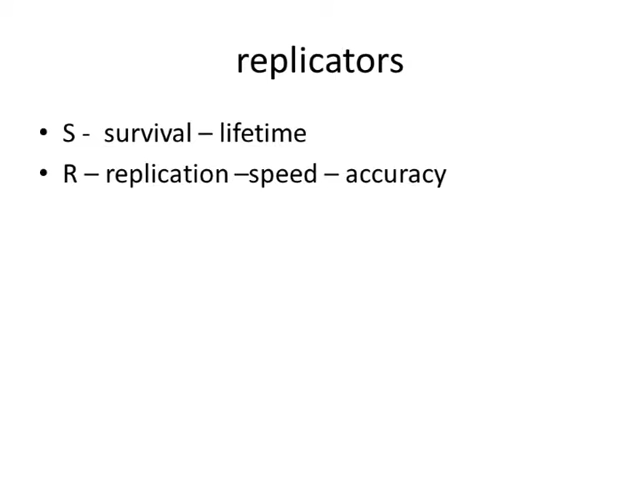 replicators
• S -  survival – lifetime
• R – replication –speed – accuracy